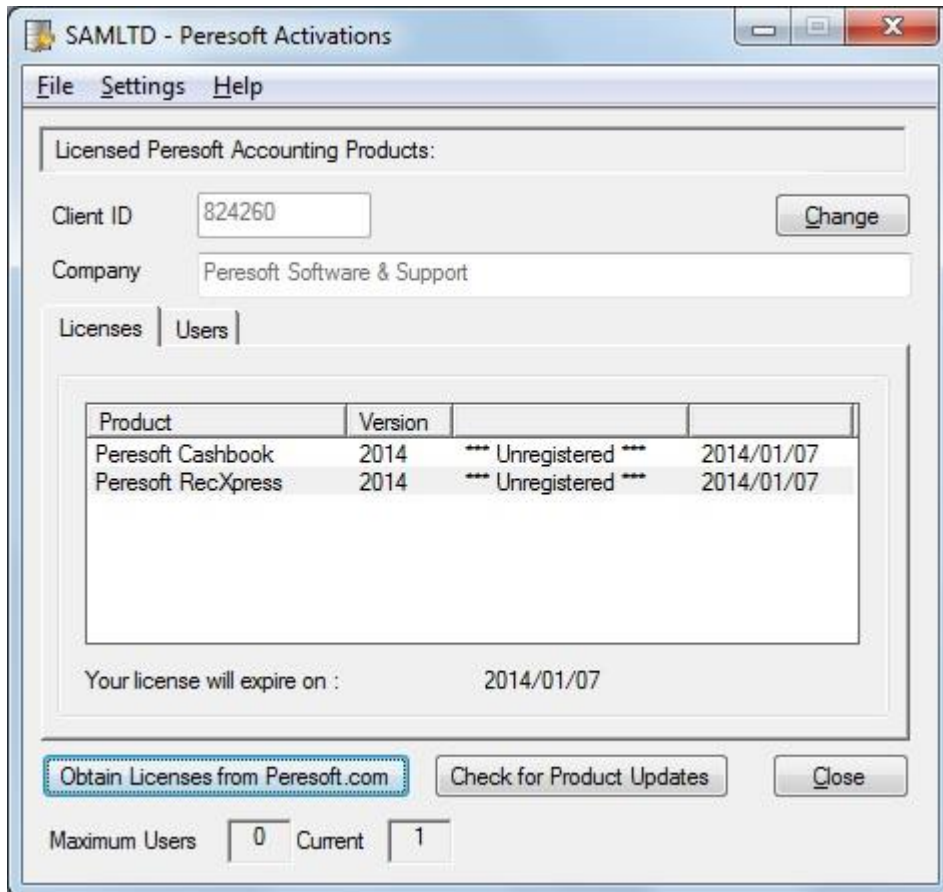 SAMLTD - Peresoft Activations
File Settings Help
Licensed Peresoft Accounting Products:
Client ID 824260 Change
Company Peresoft Software & Support
Licenses Users
Product Version
Peresoft Cashbook 2014 *** Unregistered *** 2014/01/07
Peresoft RecXpress 2014 *** Unregistered *** 2014/01/07
Your license will expire on : 2014/01/07
Obtain Licenses from Peresoft.com Check for Product Updates Close
Maximum Users 0 Current 1